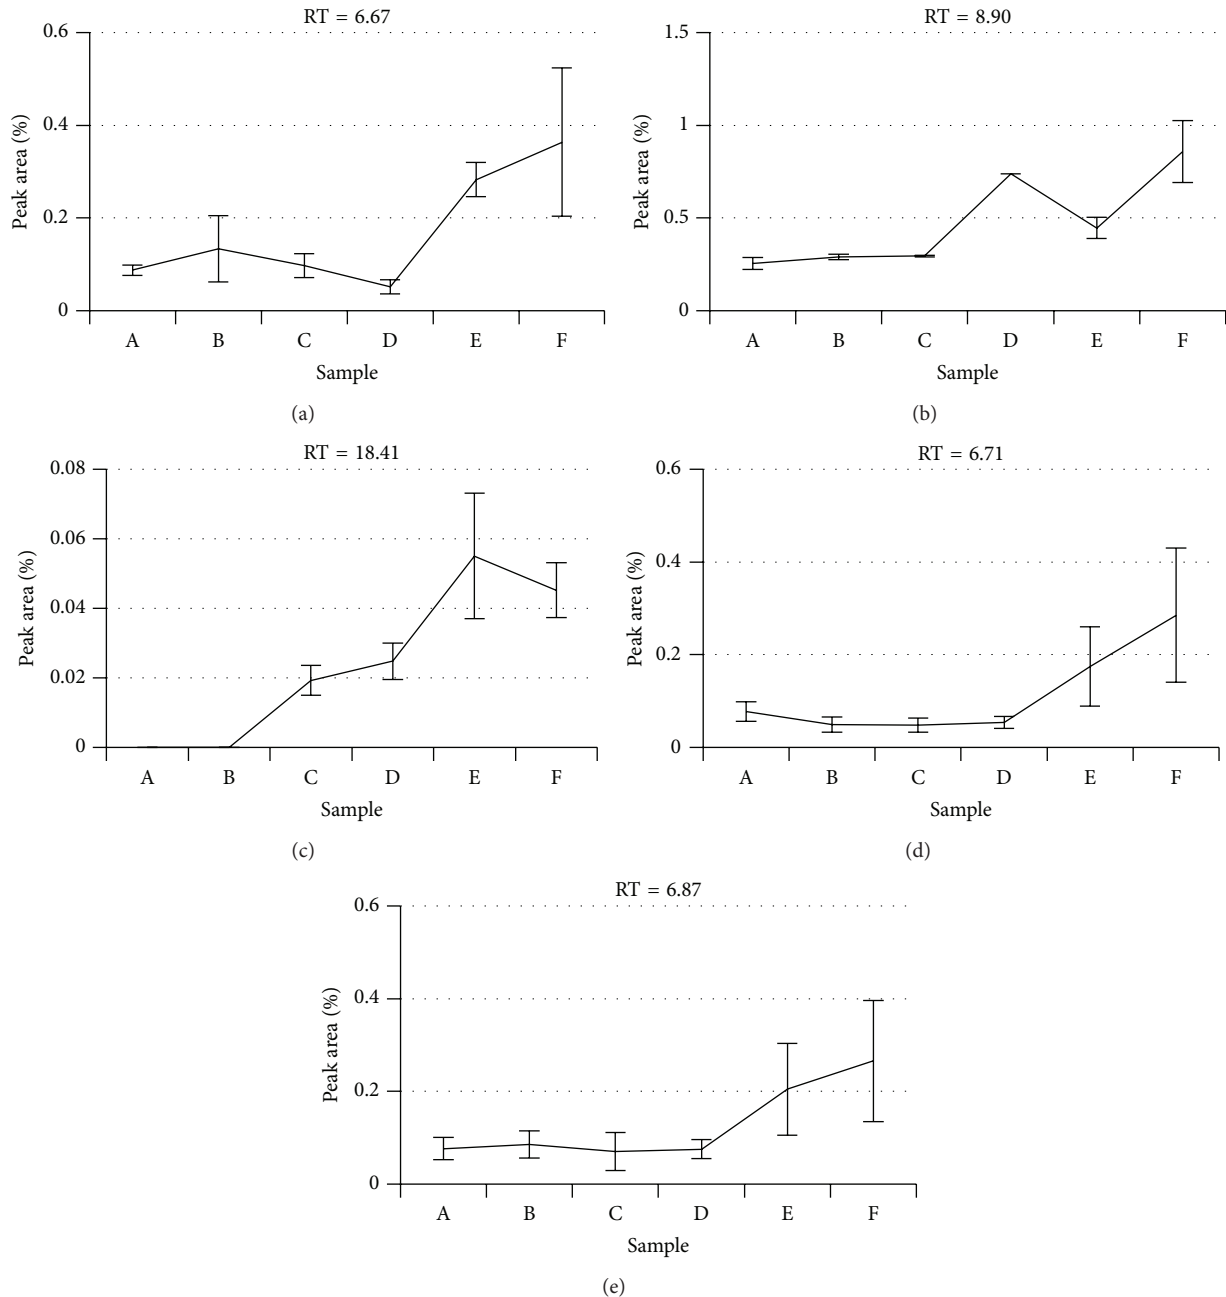 RT = 6.67
0.6
0.4
0.2
0
Peak area (%)
A B C D E F
Sample
(a)
RT = 8.90
1.5
1
0.5
0
Peak area (%)
A B C D E F
Sample
(b)
RT = 18.41
0.08
0.06
0.04
0.02
0
Peak area (%)
A B C D E F
Sample
(c)
RT = 6.71
0.6
0.4
0.2
0
Peak area (%)
A B C D E F
Sample
(d)
RT = 6.87
0.6
0.4
0.2
0
Peak area (%)
A B C D E F
Sample
(e)